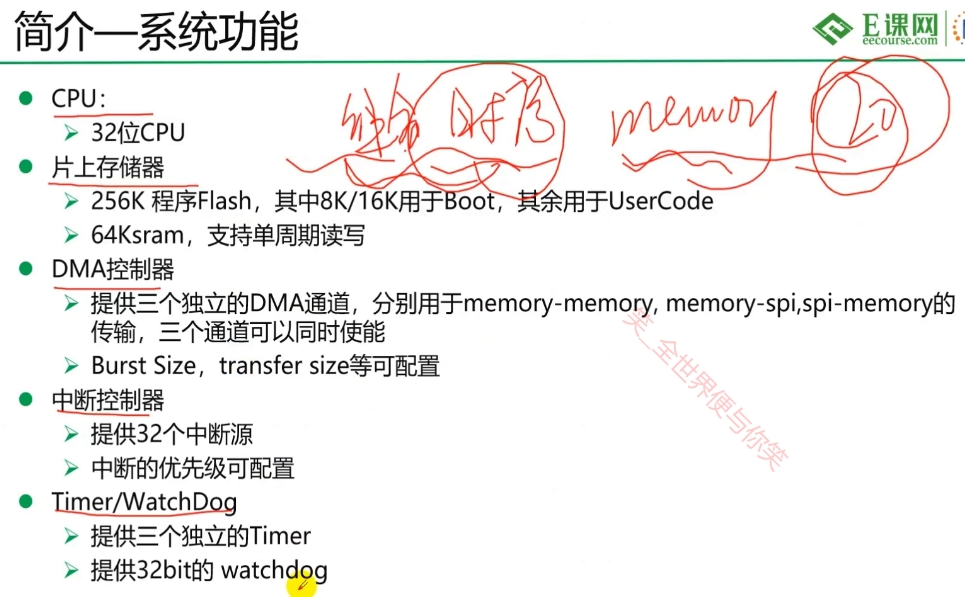 简介—系统功能
E课网
eecourse.com
CPU：
32位CPU
时序 memory IO
片上存储器
256K 程序Flash，其中8K/16K用于Boot，其余用于UserCode
64Ksram，支持单周期读写
DMA控制器
提供三个独立的DMA通道，分别用于memory-memory, memory-spi,spi-memory的
传输，三个通道可以同时使能
Burst Size，transfer size等可配置
中断控制器
提供32个中断源
中断的优先级可配置
Timer/WatchDog
提供三个独立的Timer
提供32bit的 watchdog
笑_全世界便与你笑